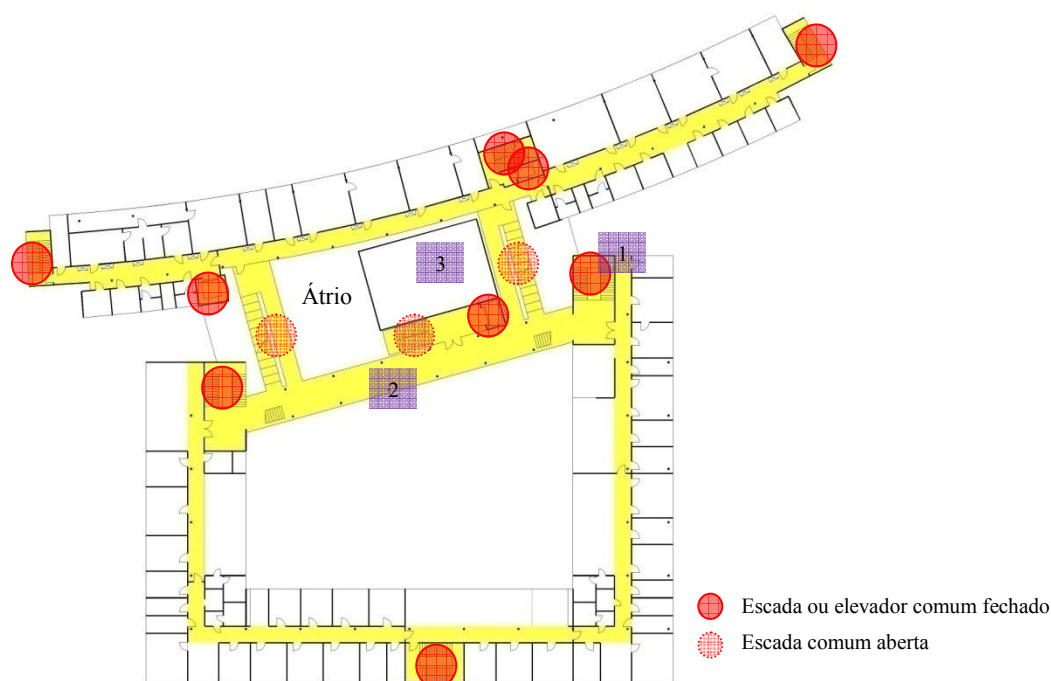 1
3
Átrio
2
Escada ou elevador comum fechado
Escada comum aberta